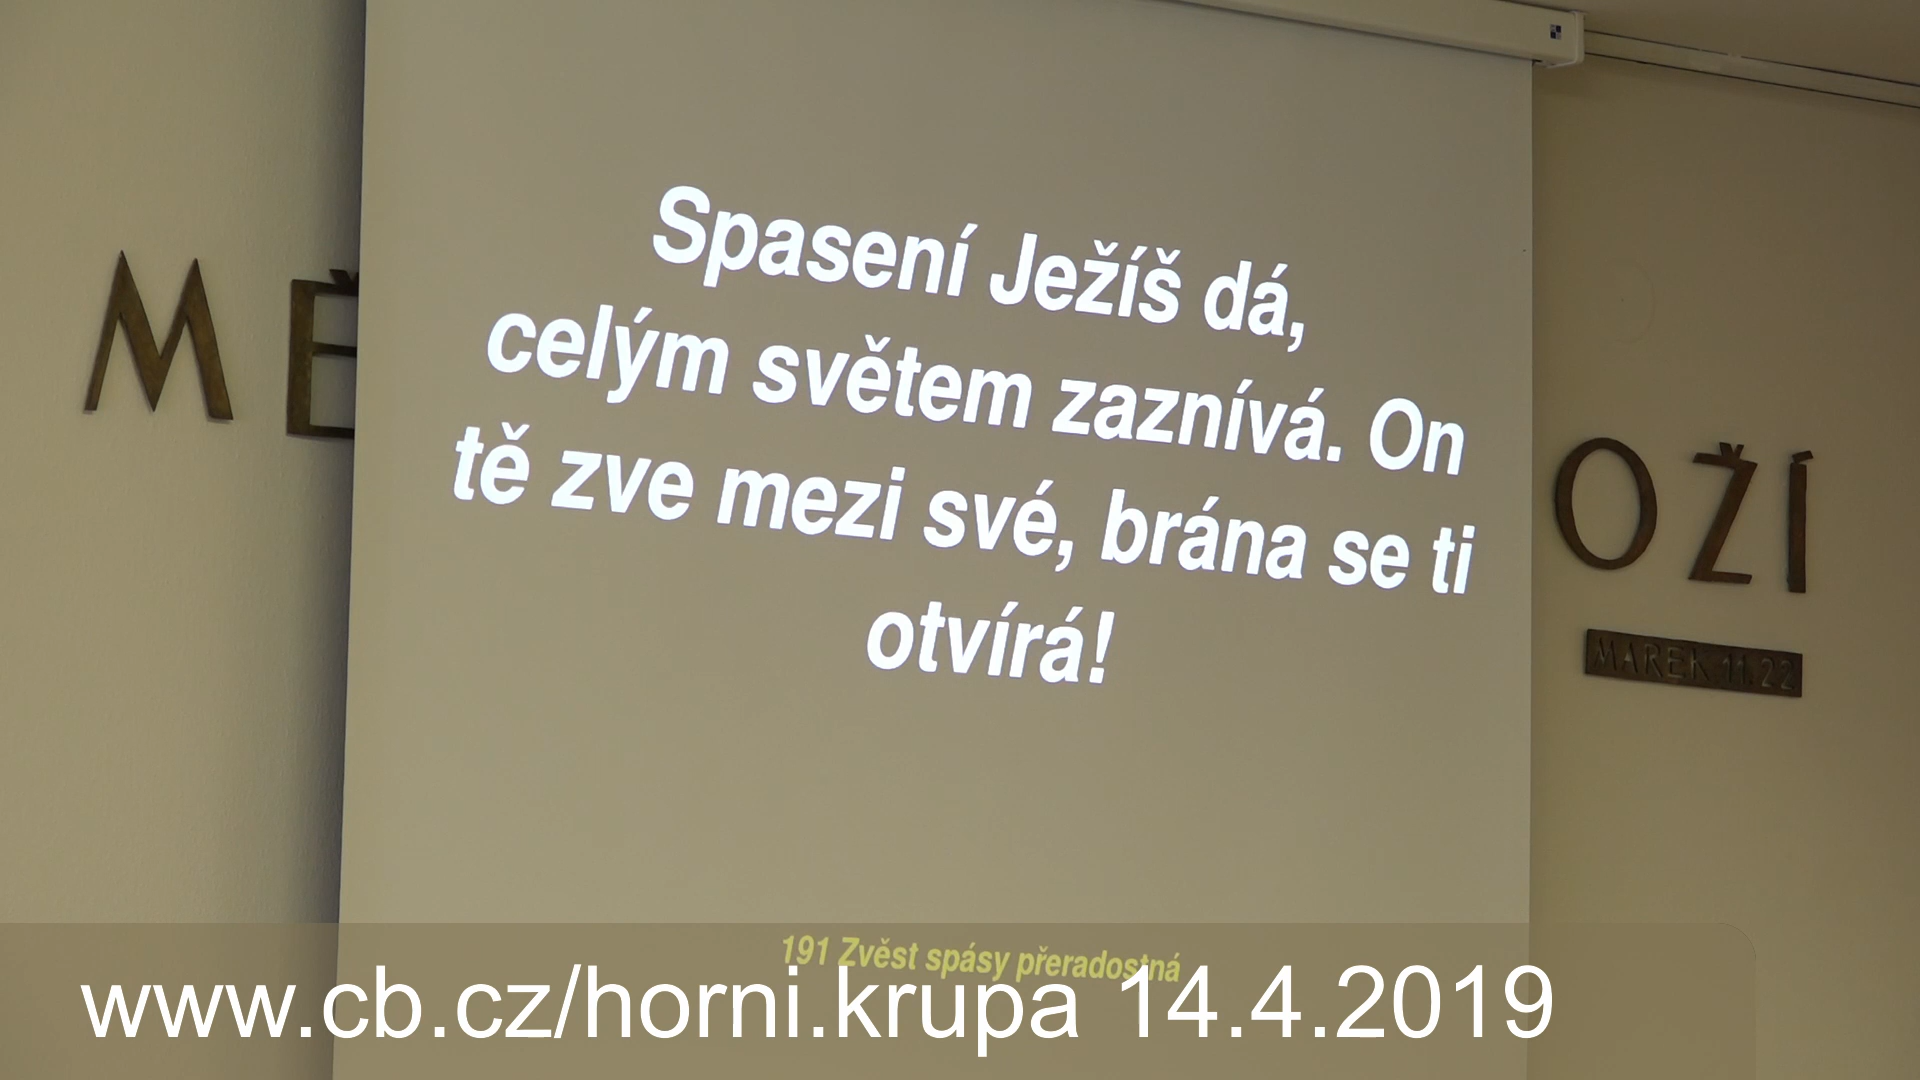 Spasení Ježíš dá,
celým světem zaznívá. On
tě zve mezi své, brána se ti
otvírá!
MĚ
OŽÍ
MAREK 11.22
191 Zvěst spásy přeradostná
www.cb.cz/horni.krupa 14.4.2019